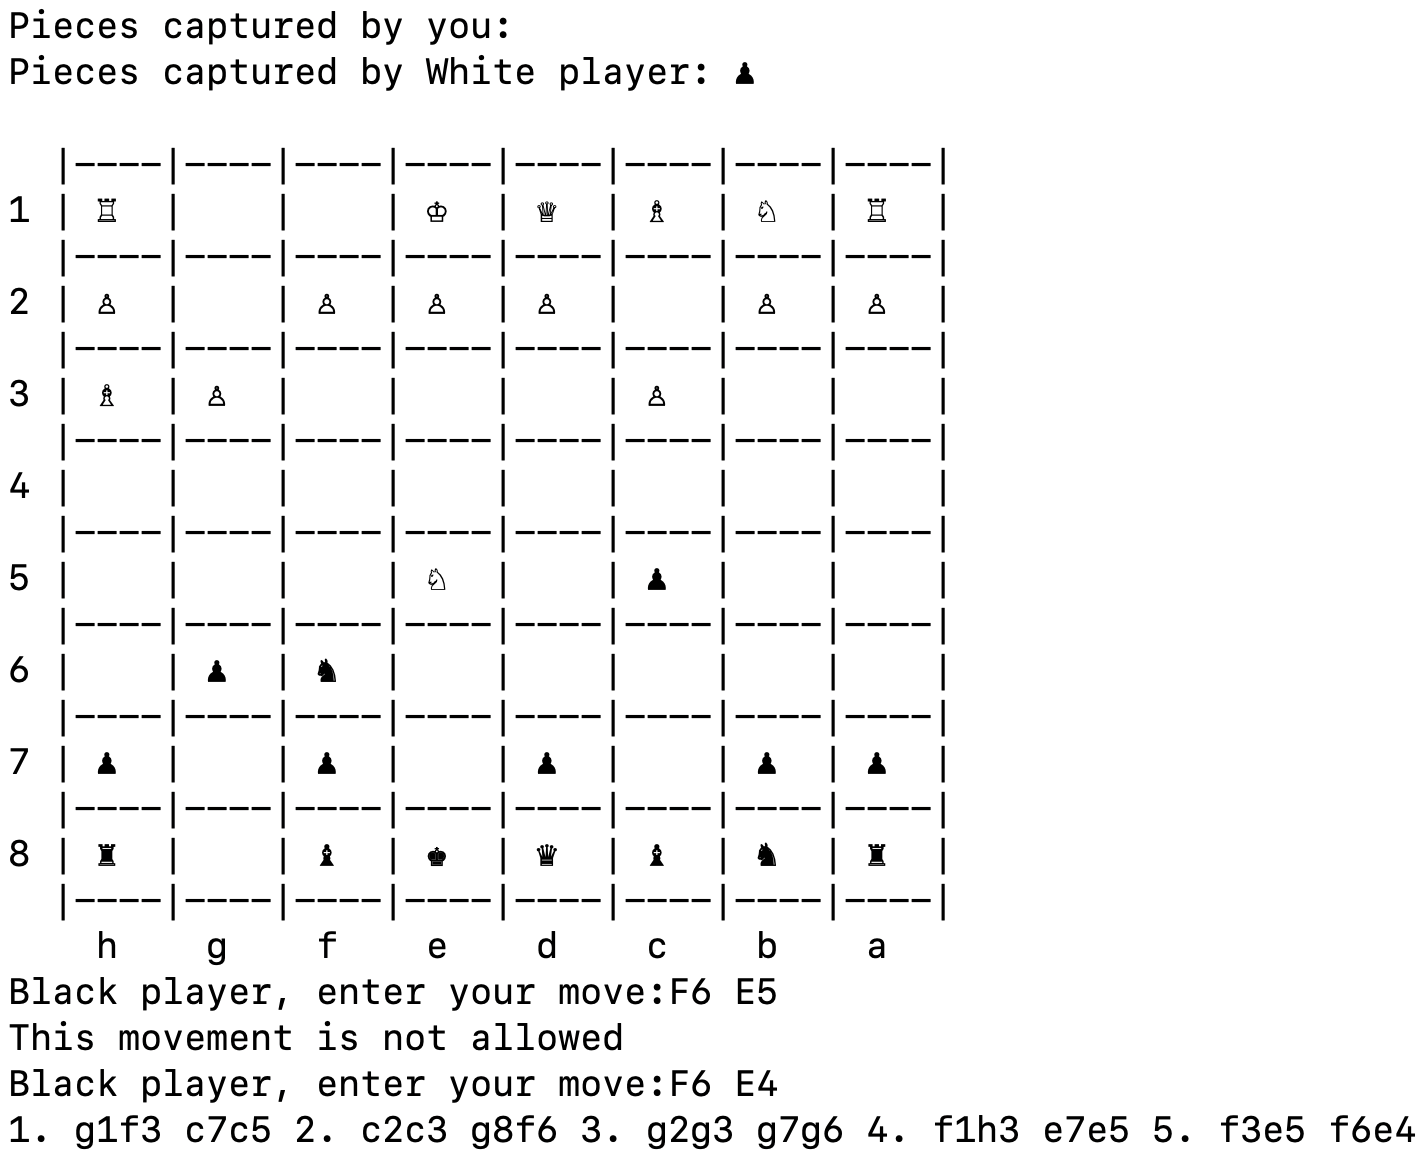 Pieces captured by you:
Pieces captured by White player: ♟
|----|----|----|----|----|----|----|----|
1 | ♖ | | | ♔ | ♕ | ♗ | ♘ | ♖ |
|----|----|----|----|----|----|----|----|
2 | ♙ | | ♙ | ♙ | ♙ | | ♙ | ♙ |
|----|----|----|----|----|----|----|----|
3 | ♗ | ♙ | | | | ♙ | | |
|----|----|----|----|----|----|----|----|
4 | | | | | | | | |
|----|----|----|----|----|----|----|----|
5 | | | | ♘ | | ♟ | | |
|----|----|----|----|----|----|----|----|
6 | | ♟ | ♞ | | | | | |
|----|----|----|----|----|----|----|----|
7 | ♟ | | ♟ | | ♟ | | ♟ | ♟ |
|----|----|----|----|----|----|----|----|
8 | ♜ | | ♝ | ♚ | ♛ | ♝ | ♞ | ♜ |
|----|----|----|----|----|----|----|----|
h g f e d c b a
Black player, enter your move:F6 E5
This movement is not allowed
Black player, enter your move:F6 E4
1. g1f3 c7c5 2. c2c3 g8f6 3. g2g3 g7g6 4. f1h3 e7e5 5. f3e5 f6e4